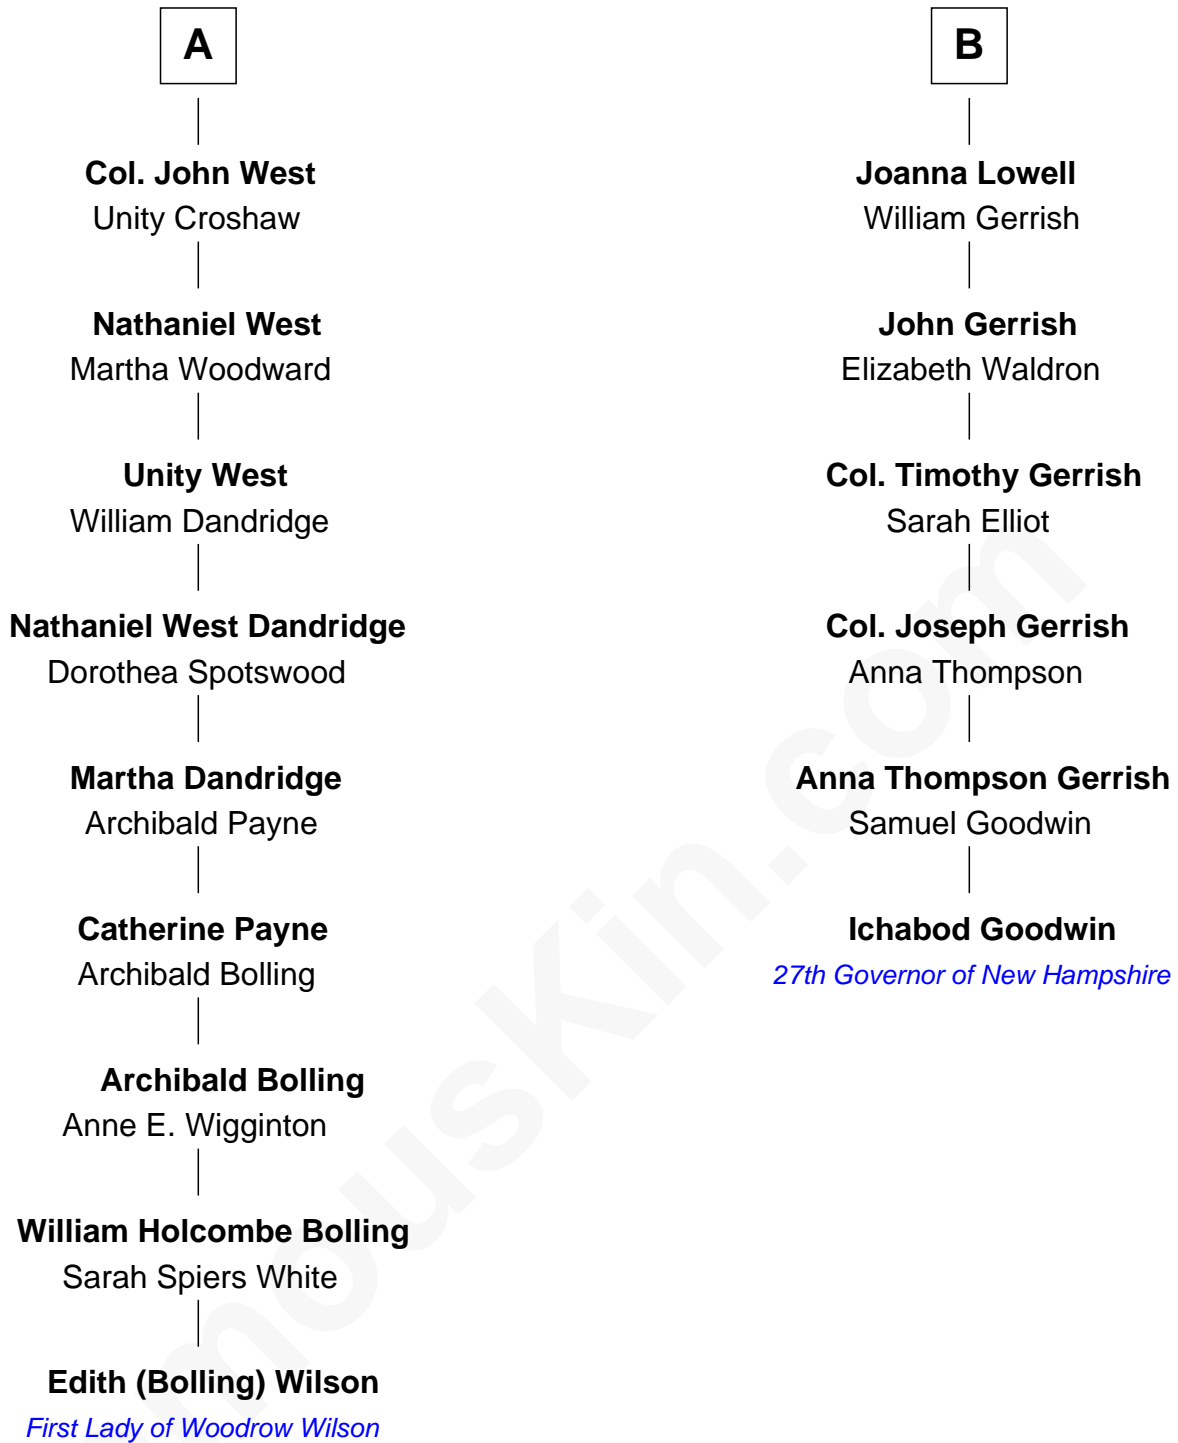 A
Col. John West
Unity Croshaw
Nathaniel West
Martha Woodward
Unity West
William Dandridge
Nathaniel West Dandridge
Dorothea Spotswood
Martha Dandridge
Archibald Payne
Catherine Payne
Archibald Bolling
Archibald Bolling
Anne E. Wigginton
William Holcombe Bolling
Sarah Spiers White
Edith (Bolling) Wilson
First Lady of Woodrow Wilson
B
Joanna Lowell
William Gerrish
John Gerrish
Elizabeth Waldron
Col. Timothy Gerrish
Sarah Elliot
Col. Joseph Gerrish
Anna Thompson
Anna Thompson Gerrish
Samuel Goodwin
Ichabod Goodwin
27th Governor of New Hampshire
mousKin.com